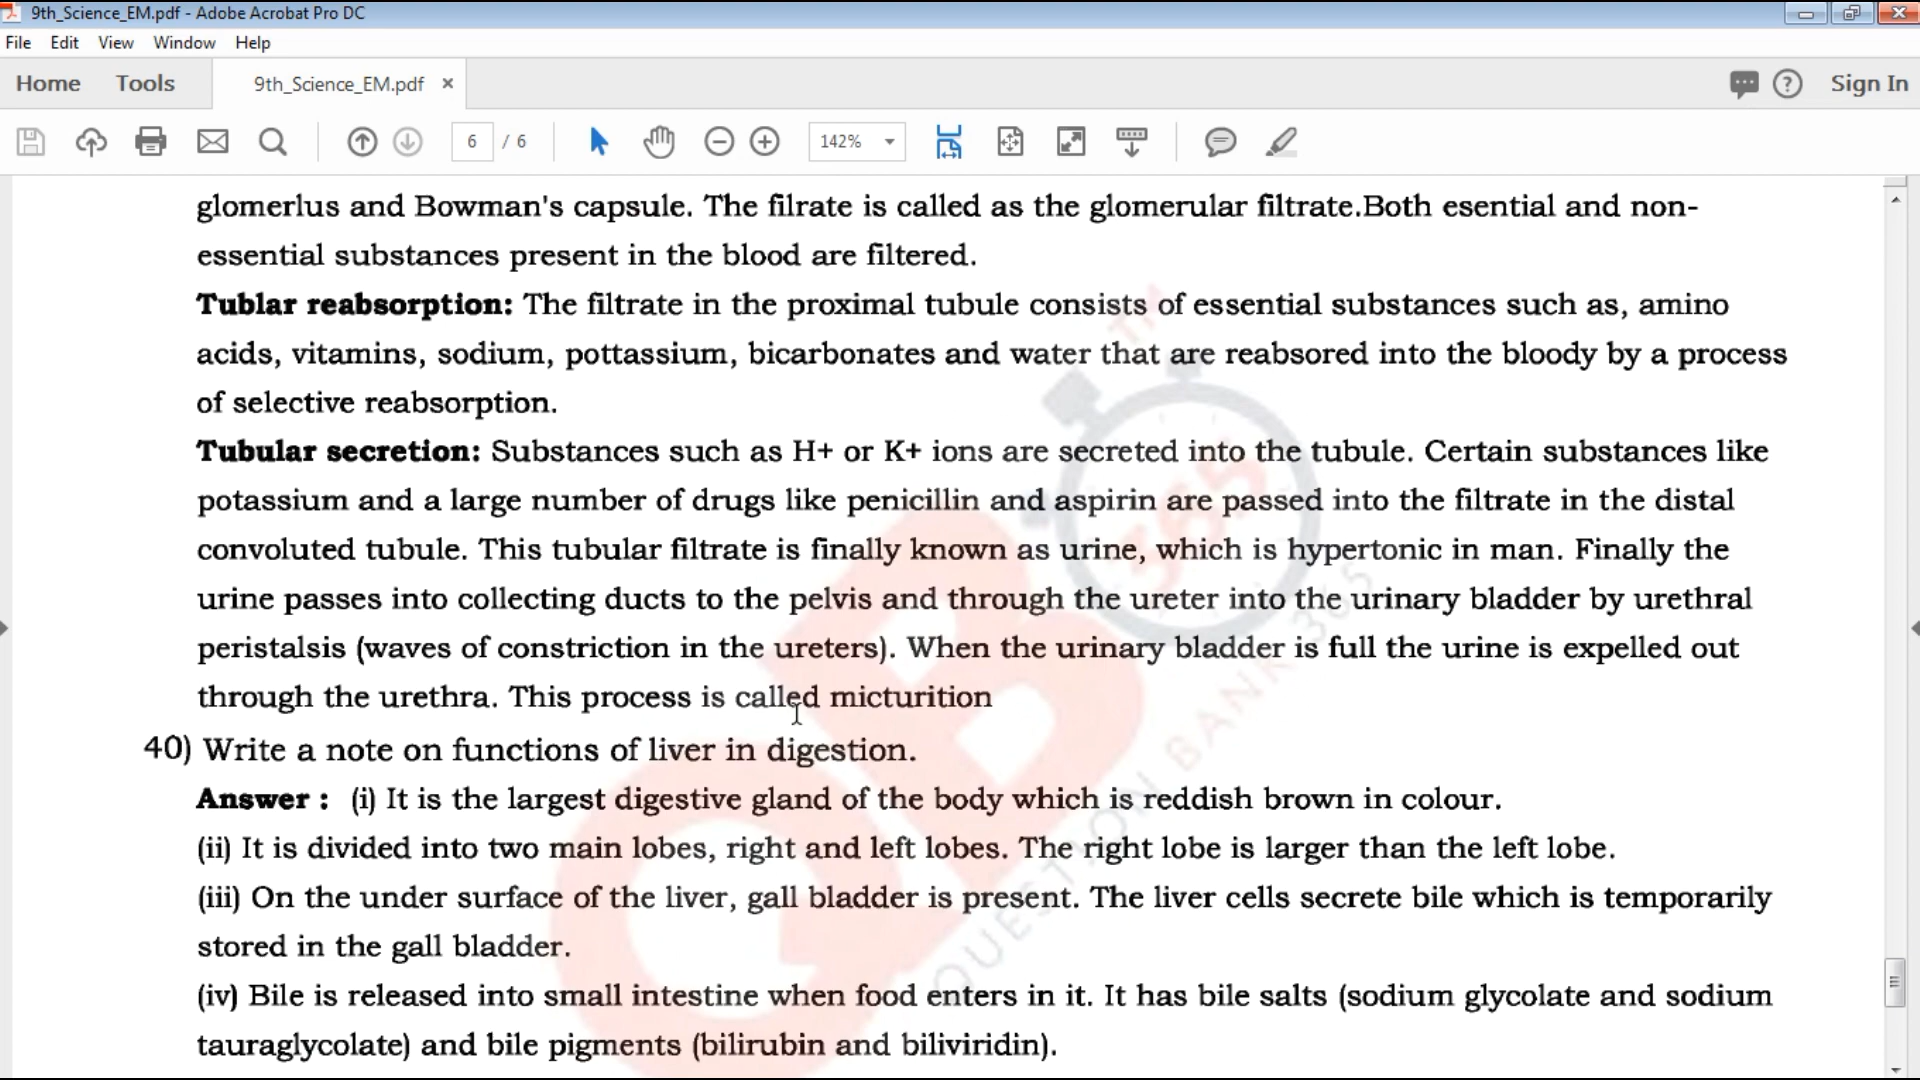 9th_Science_EM.pdf - Adobe Acrobat Pro DC
File Edit View Window Help
Home Tools 9th_Science_EM.pdf × Sign In
6 / 6 142%
glomerlus and Bowman's capsule. The filrate is called as the glomerular filtrate.Both esential and non-
essential substances present in the blood are filtered.
Tublar reabsorption: The filtrate in the proximal tubule consists of essential substances such as, amino
acids, vitamins, sodium, pottassium, bicarbonates and water that are reabsored into the bloody by a process
of selective reabsorption.
Tubular secretion: Substances such as H+ or K+ ions are secreted into the tubule. Certain substances like
potassium and a large number of drugs like penicillin and aspirin are passed into the filtrate in the distal
convoluted tubule. This tubular filtrate is finally known as urine, which is hypertonic in man. Finally the
urine passes into collecting ducts to the pelvis and through the ureter into the urinary bladder by urethral
peristalsis (waves of constriction in the ureters). When the urinary bladder is full the urine is expelled out
through the urethra. This process is called micturition
40) Write a note on functions of liver in digestion.
Answer : (i) It is the largest digestive gland of the body which is reddish brown in colour.
(ii) It is divided into two main lobes, right and left lobes. The right lobe is larger than the left lobe.
(iii) On the under surface of the liver, gall bladder is present. The liver cells secrete bile which is temporarily
stored in the gall bladder.
(iv) Bile is released into small intestine when food enters in it. It has bile salts (sodium glycolate and sodium
tauraglycolate) and bile pigments (bilirubin and biliviridin).
QB
365
TM
QUESTION BANK 365